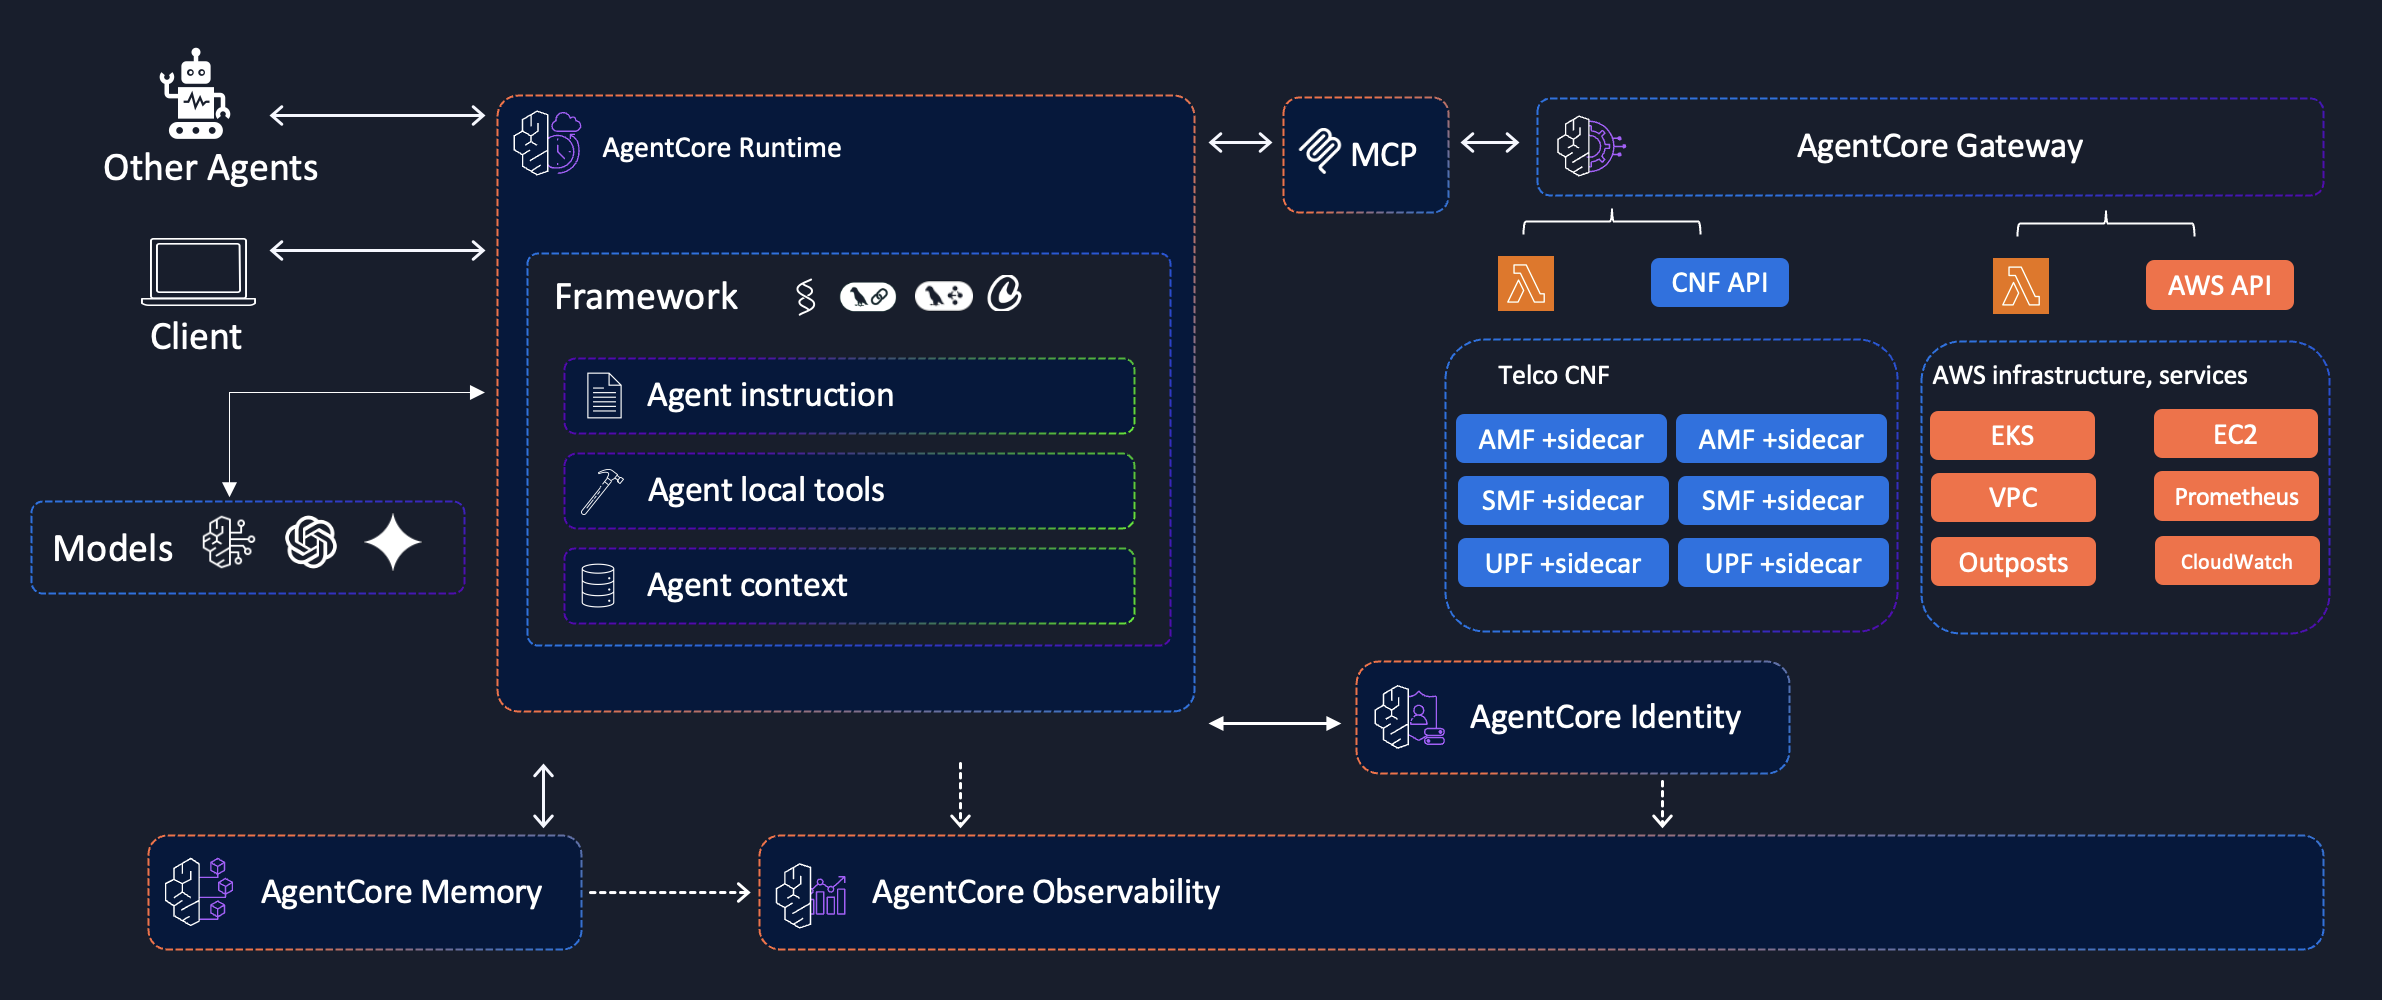 Other Agents
Client
Models
AgentCore Runtime
Framework
Agent instruction
Agent local tools
Agent context
MCP
AgentCore Gateway
CNF API
AWS API
Telco CNF
AMF +sidecar
AMF +sidecar
SMF +sidecar
SMF +sidecar
UPF +sidecar
UPF +sidecar
AWS infrastructure, services
EKS
EC2
VPC
Prometheus
Outposts
CloudWatch
AgentCore Identity
AgentCore Memory
AgentCore Observability